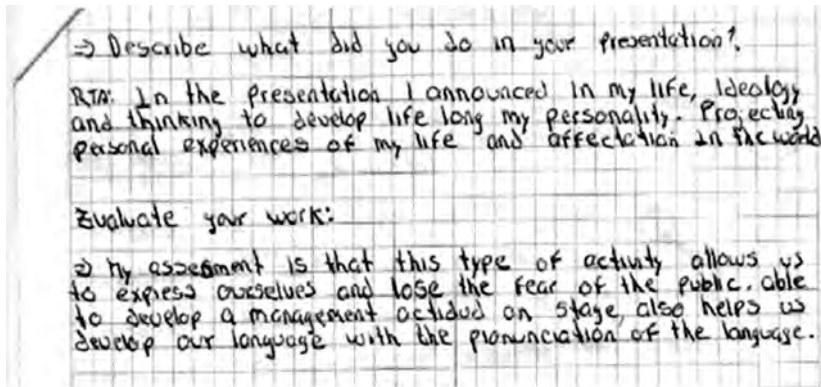 ⇒ Describe what did you do in your presentation?.
RTA: In the presentation I announced in my life, Ideology
and thinking to develop life long my personality. Projecting
personal experiences of my life and affectation in the world
Evaluate your work:
⇒ My assesment is that this type of activity allows us
to express ourselves and lose the fear of the public. able
to develop a management actidud on stage, also helps us
develop our language with the pronunciation of the language.